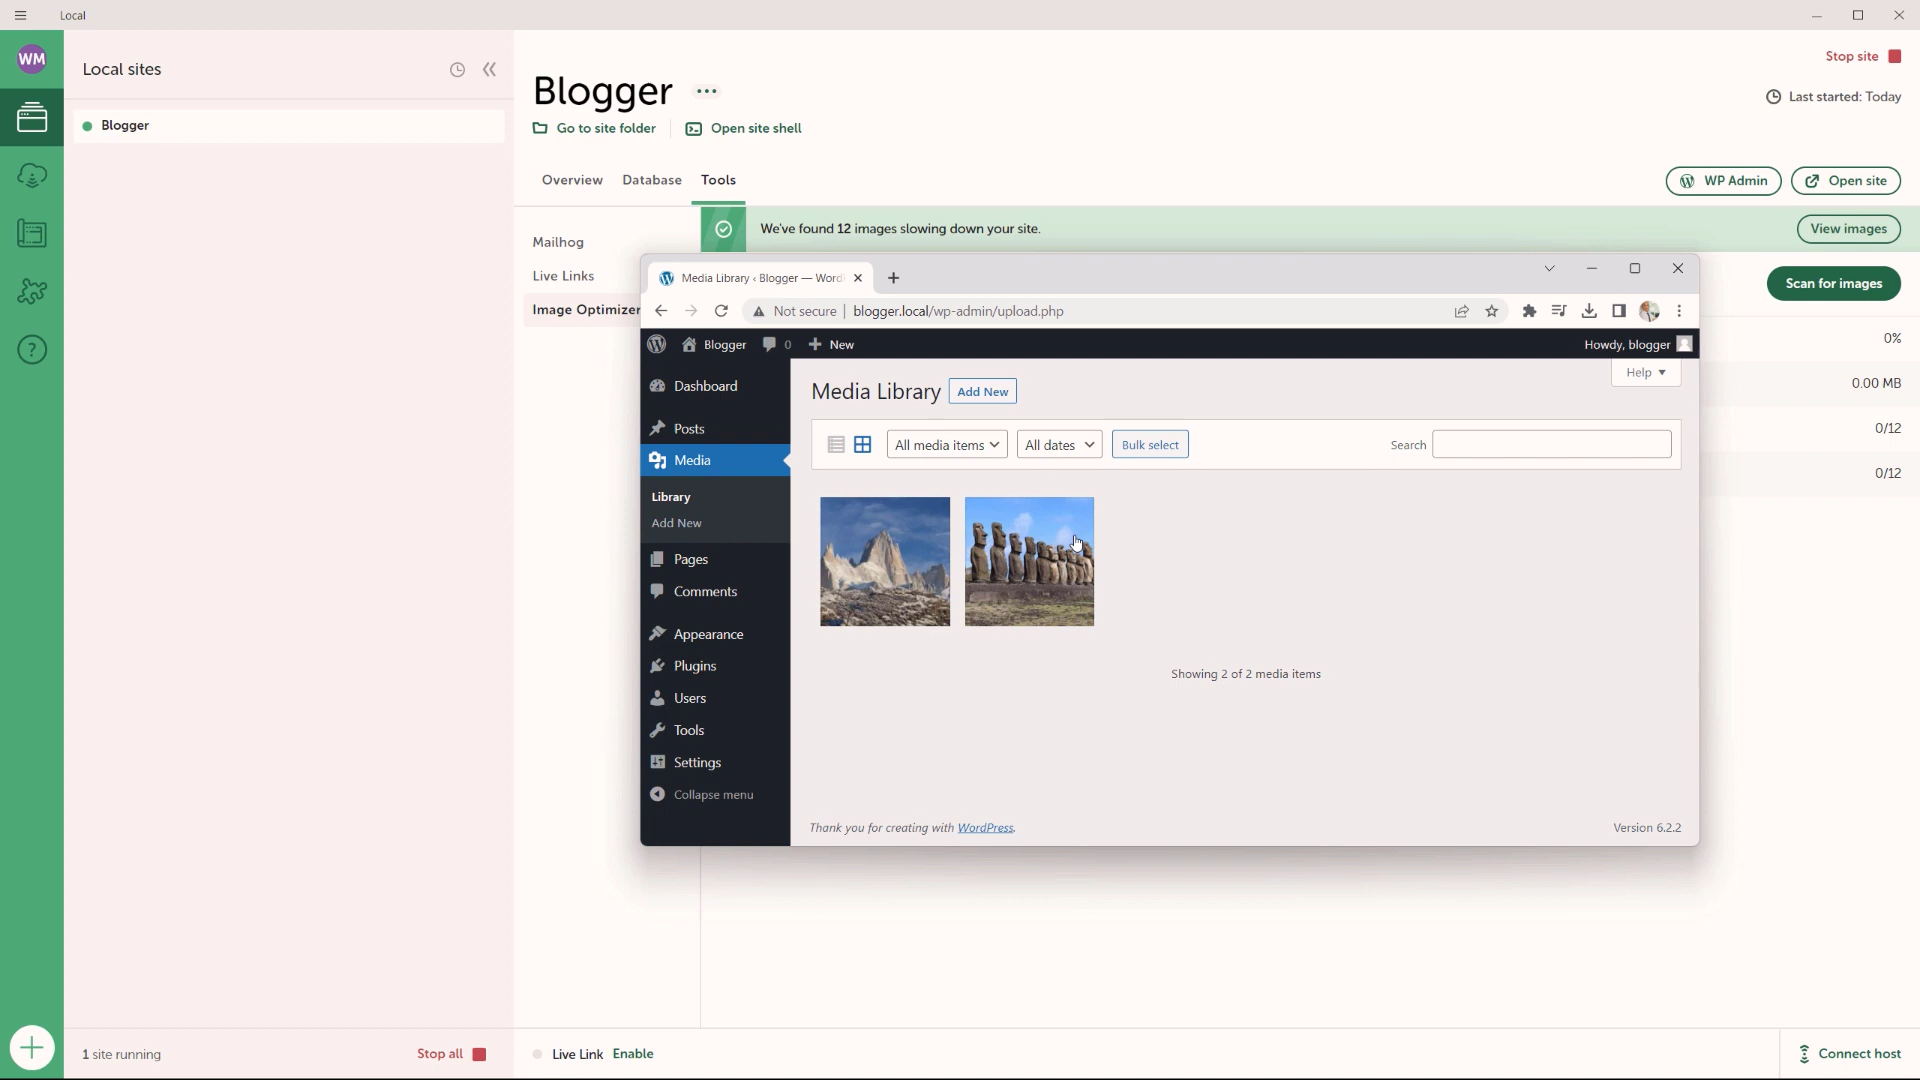 Local
WM
Local sites
Blogger
1 site running
Stop all
Blogger
Stop site
Last started: Today
Go to site folder
Open site shell
Overview
Database
Tools
WP Admin
Open site
Mailhog
Live Links
Image Optimizer
We've found 12 images slowing down your site.
View images
Scan for images
0%
0.00 MB
0/12
0/12
Media Library ‹ Blogger — Word
Not secure
blogger.local/wp-admin/upload.php
Blogger
0
New
Howdy, blogger
Dashboard
Posts
Media
Library
Add New
Pages
Comments
Appearance
Plugins
Users
Tools
Settings
Collapse menu
Help
Media Library
Add New
All media items
All dates
Bulk select
Search
Showing 2 of 2 media items
Thank you for creating with WordPress.
Version 6.2.2
Live Link
Enable
Connect host